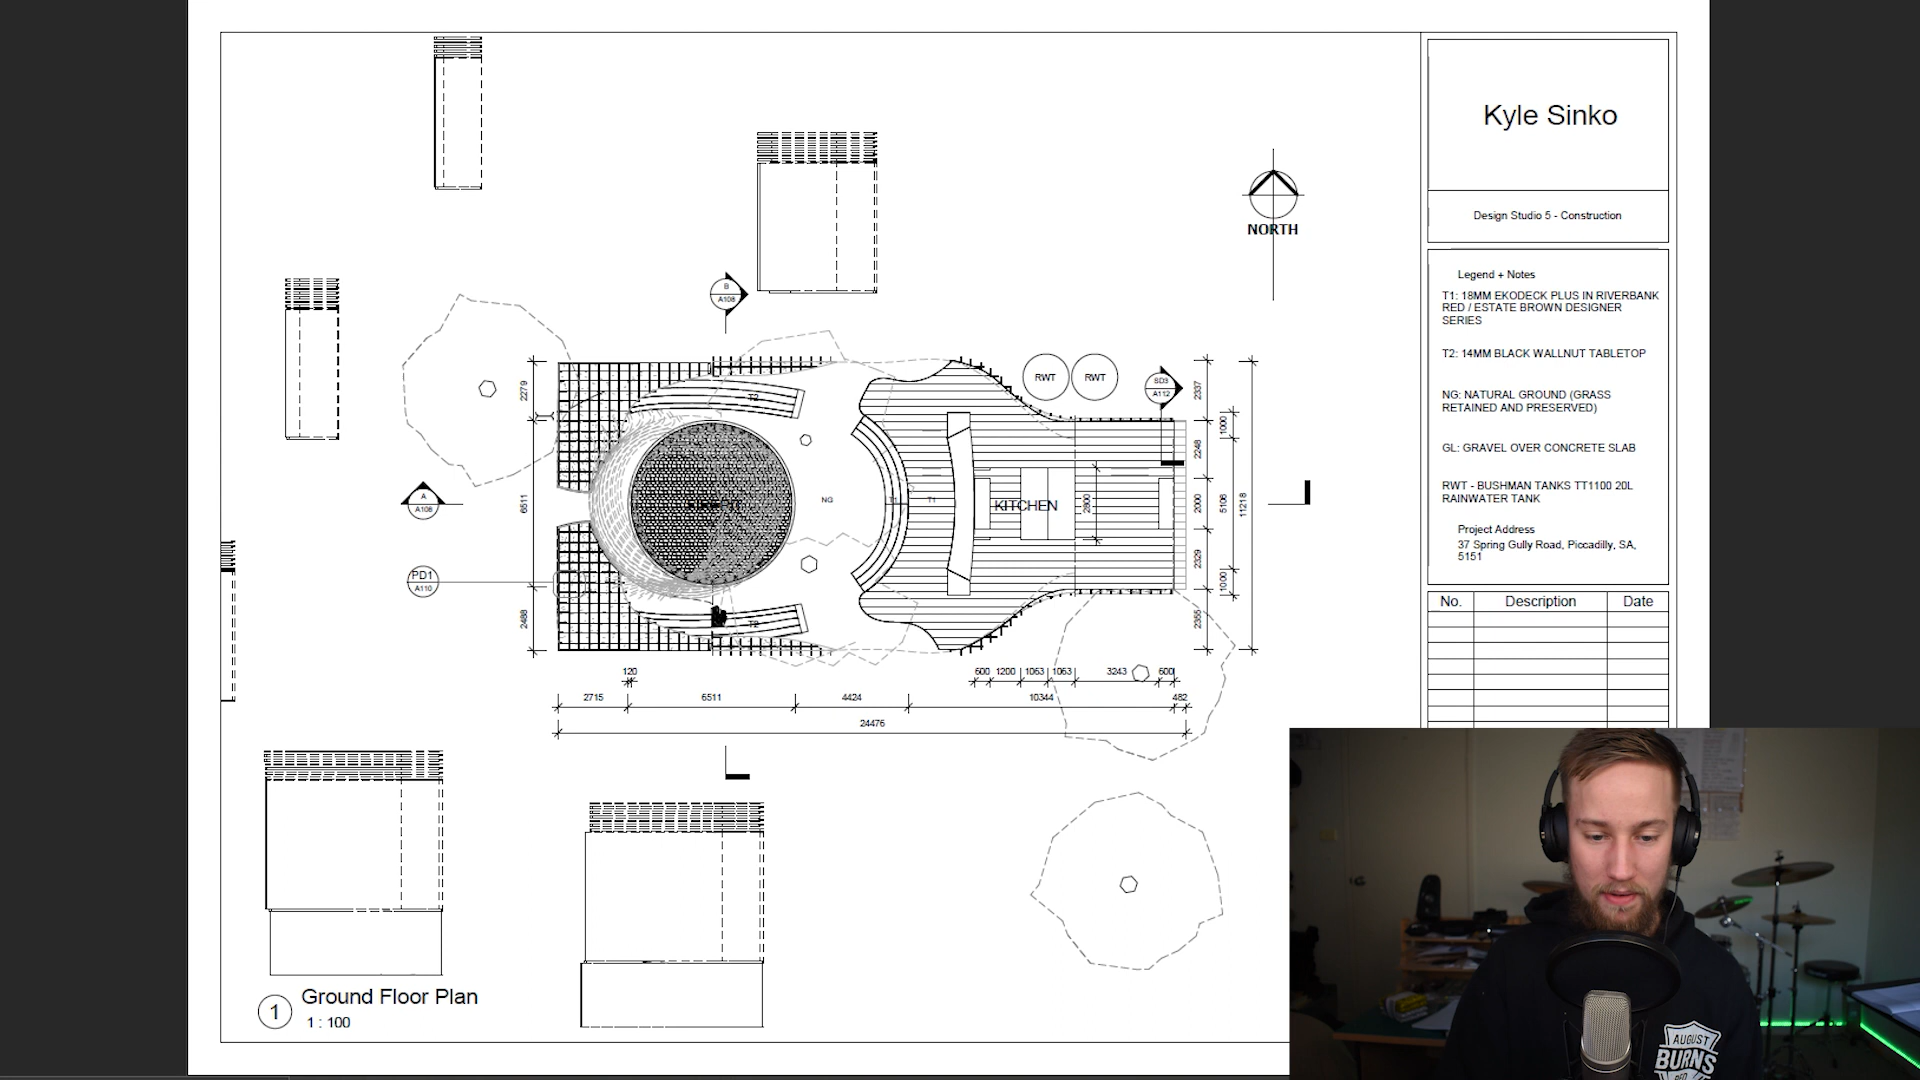 Kyle Sinko
Design Studio 5 - Construction
Legend + Notes
T1: 18MM EKODECK PLUS IN RIVERBANK
RED / ESTATE BROWN DESIGNER
SERIES
T2: 14MM BLACK WALLNUT TABLETOP
NG: NATURAL GROUND (GRASS
RETAINED AND PRESERVED)
GL: GRAVEL OVER CONCRETE SLAB
RWT - BUSHMAN TANKS TT1100 20L
RAINWATER TANK
Project Address
37 Spring Gully Road, Piccadilly, SA,
5151
No. Description Date
NORTH
B
A108
RWT RWT
SD3
A112
T2
2279
6511
2488
A
A108
PD1
A110
NG
T1
T1
KITCHEN
2800
T2
2337
2248
2000
2329
2355
1000
5106
1000
11218
120
600 1200 1063 1063 3243 600
2715 6511 4424 10344 482
24476
1
Ground Floor Plan
1 : 100
AUGUST
BURNS
RED